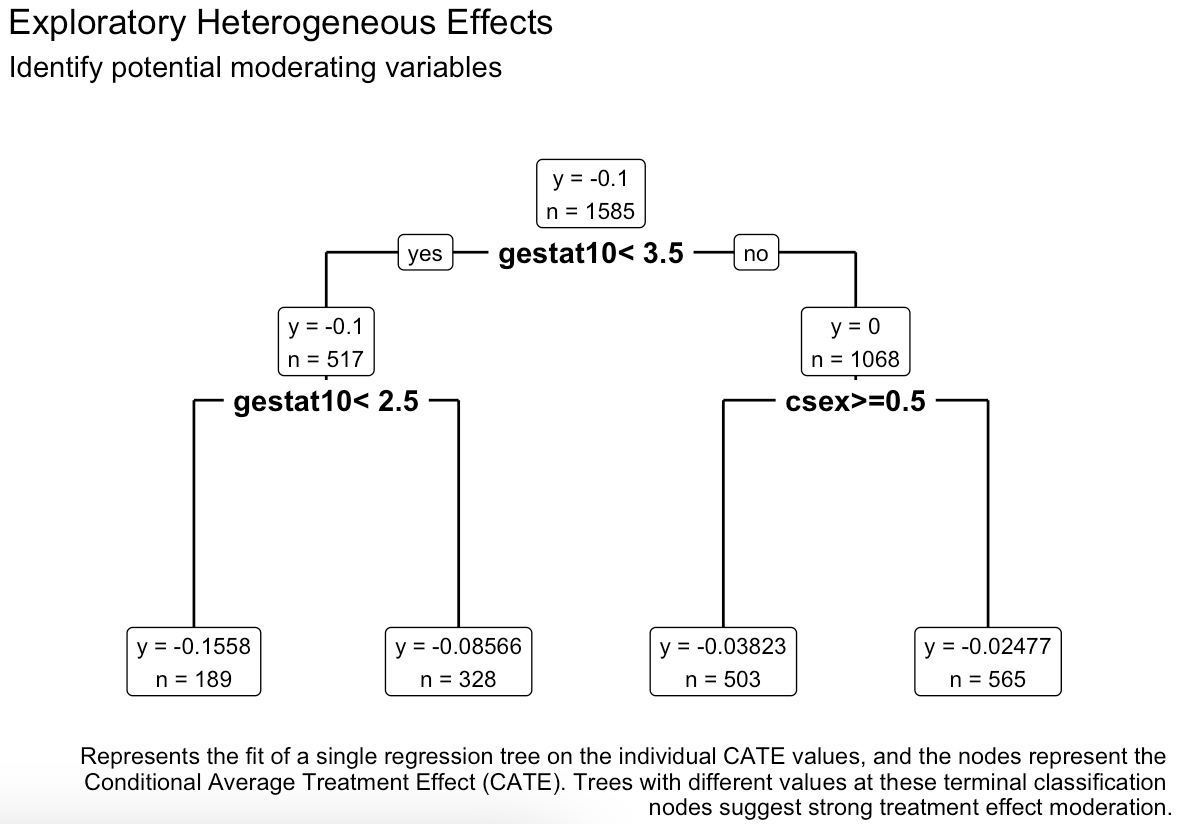 Exploratory Heterogeneous Effects
Identify potential moderating variables
y = -0.1
n = 1585
yes
gestat10< 3.5
no
y = -0.1
n = 517
y = 0
n = 1068
gestat10< 2.5
csex>=0.5
y = -0.1558
n = 189
y = -0.08566
n = 328
y = -0.03823
n = 503
y = -0.02477
n = 565
Represents the fit of a single regression tree on the individual CATE values, and the nodes represent the
Conditional Average Treatment Effect (CATE). Trees with different values at these terminal classification
nodes suggest strong treatment effect moderation.